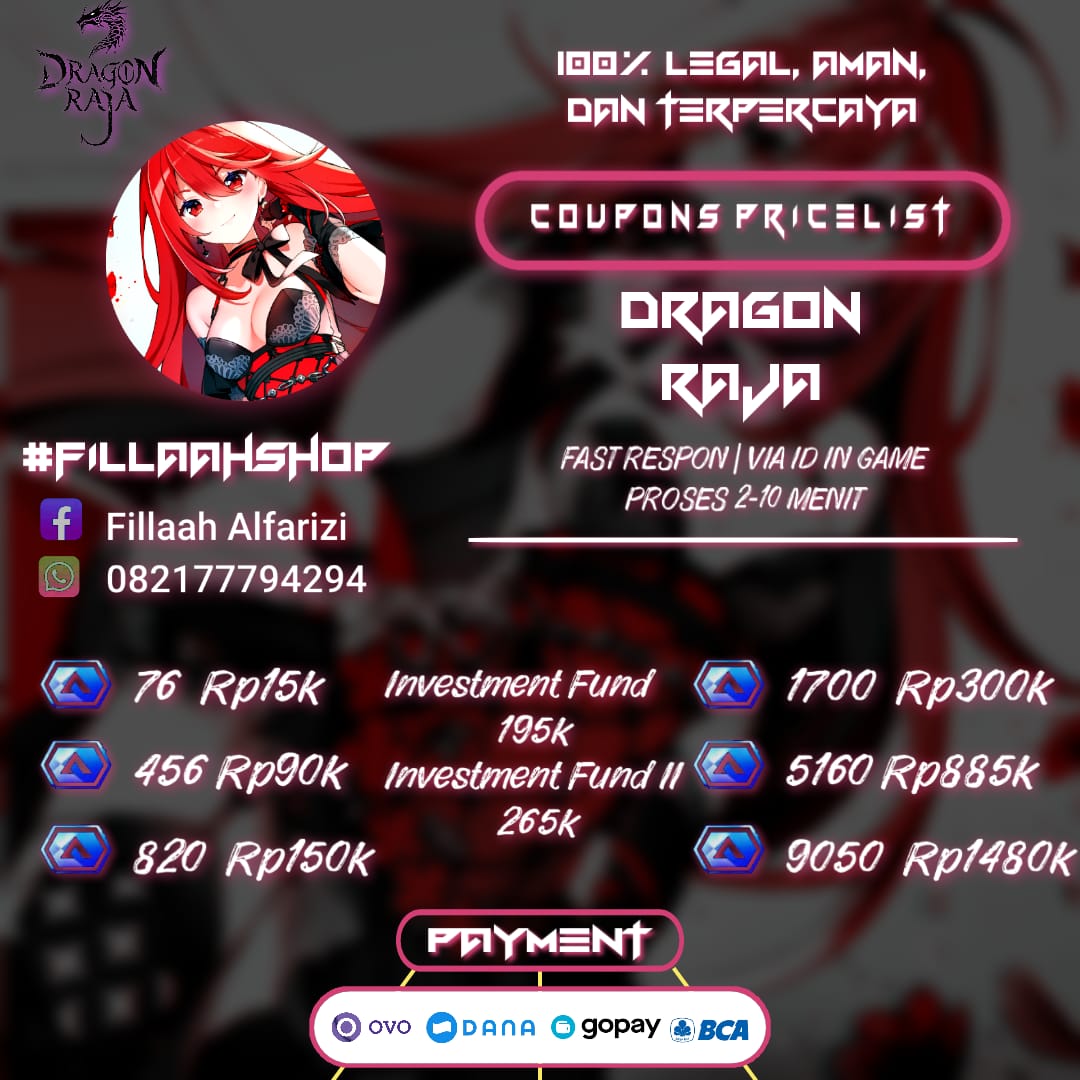 DRAGON
RAJA
100% LEGAL, AMAN,
DAN TERPERCAYA
COUPONS PRICELIST
DRAGON
RAJA
FAST RESPON | VIA ID IN GAME
PROSES 2-10 MENIT
#FILLAAHSHOP
Fillaah Alfarizi
082177794294
76 Rp15k
456 Rp90k
820 Rp150k
Investment Fund
195k
Investment Fund II
265k
1700 Rp300k
5160 Rp885k
9050 Rp1480k
PAYMENT
OVO DANA gopay BCA